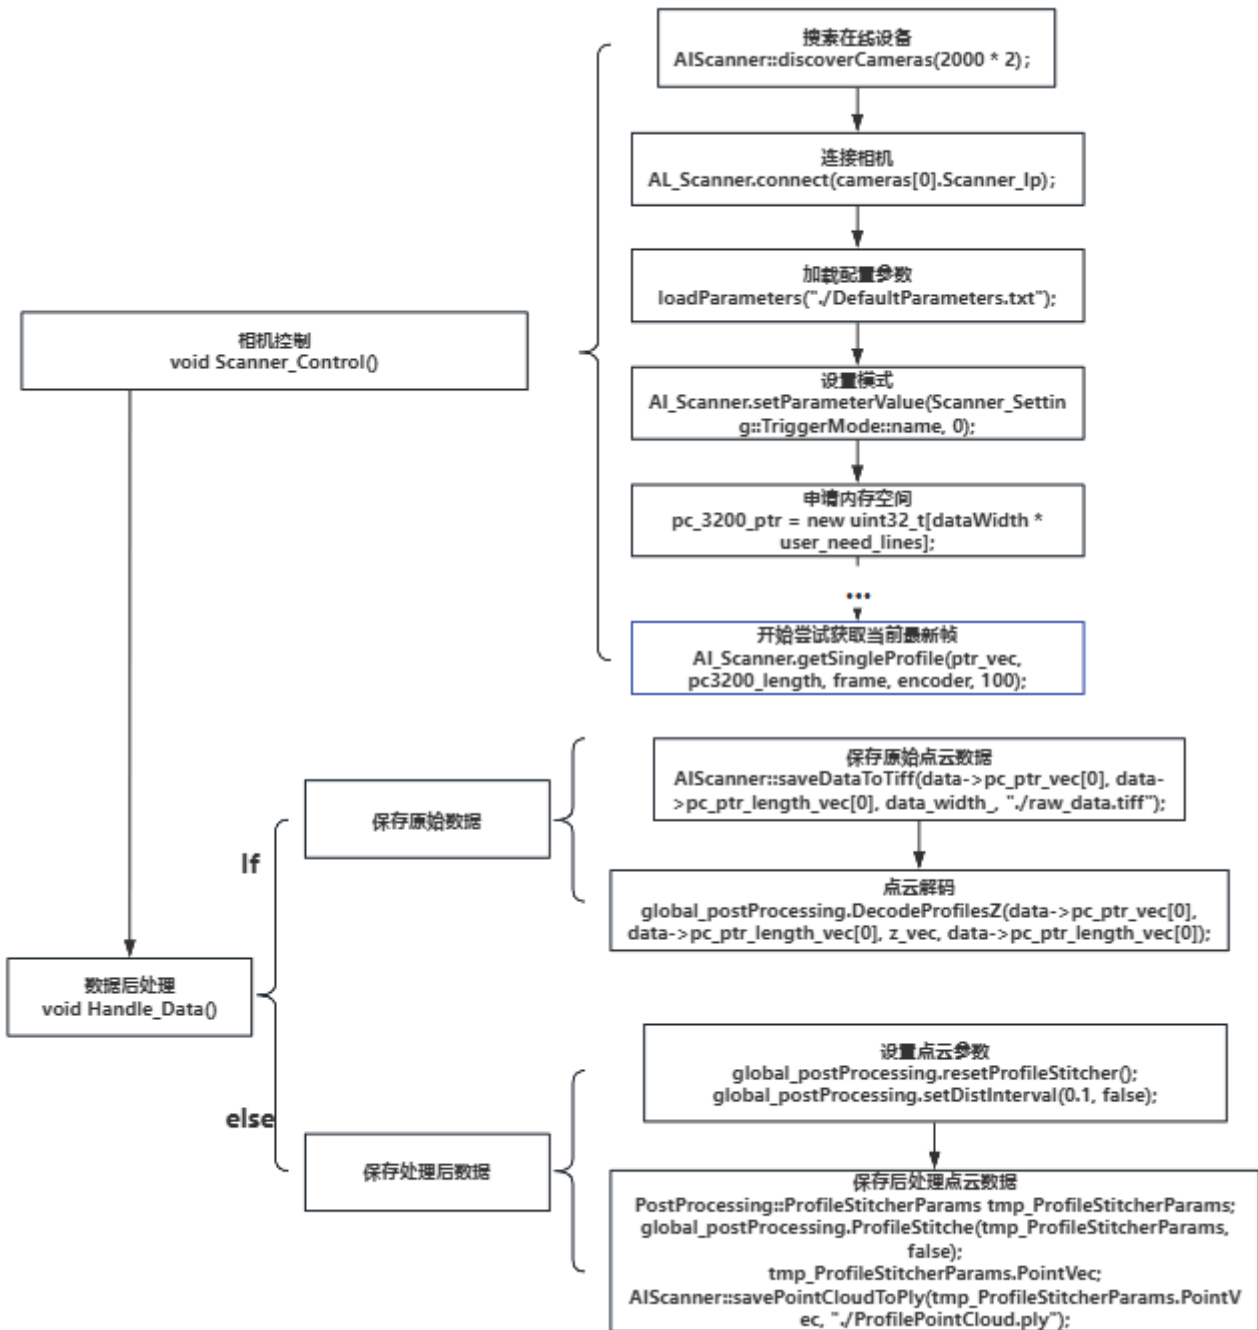 搜索在线设备
AIScanner::discoverCameras(2000 * 2);
连接相机
AL_Scanner.connect(cameras[0].Scanner_Ip);
加载配置参数
loadParameters("./DefaultParameters.txt");
相机控制
void Scanner_Control()
设置模式
AI_Scanner.setParameterValue(Scanner_Settin
g::TriggerMode::name, 0);
申请内存空间
pc_3200_ptr = new uint32_t[dataWidth *
user_need_lines];
...
开始尝试获取当前最新帧
AI_Scanner.getSingleProfile(ptr_vec,
pc3200_length, frame, encoder, 100);
保存原始点云数据
AIScanner::saveDataToTiff(data->pc_ptr_vec[0], data-
>pc_ptr_length_vec[0], data_width_, "./raw_data.tiff");
保存原始数据
If
点云解码
global_postProcessing.DecodeProfilesZ(data->pc_ptr_vec[0],
data->pc_ptr_length_vec[0], z_vec, data->pc_ptr_length_vec[0]);
数据后处理
void Handle_Data()
设置点云参数
global_postProcessing.resetProfileStitcher();
global_postProcessing.setDistInterval(0.1, false);
else
保存处理后数据
保存后处理点云数据
PostProcessing::ProfileStitcherParams tmp_ProfileStitcherParams;
global_postProcessing.ProfileStitche(tmp_ProfileStitcherParams,
false);
tmp_ProfileStitcherParams.PointVec;
AIScanner::savePointCloudToPly(tmp_ProfileStitcherParams.PointV
ec, "./ProfilePointCloud.ply");